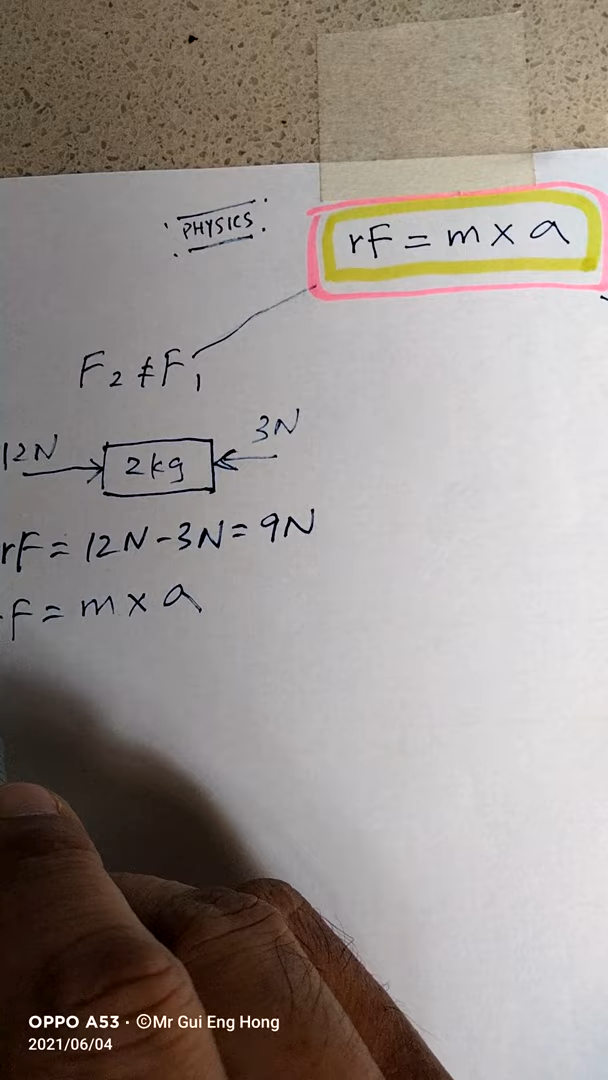 PHYSICS
rF = m x a
F₂ ≠ F₁
12N 2kg 3N
rF = 12N - 3N = 9N
F = m x a
OPPO A53 · ©Mr Gui Eng Hong
2021/06/04